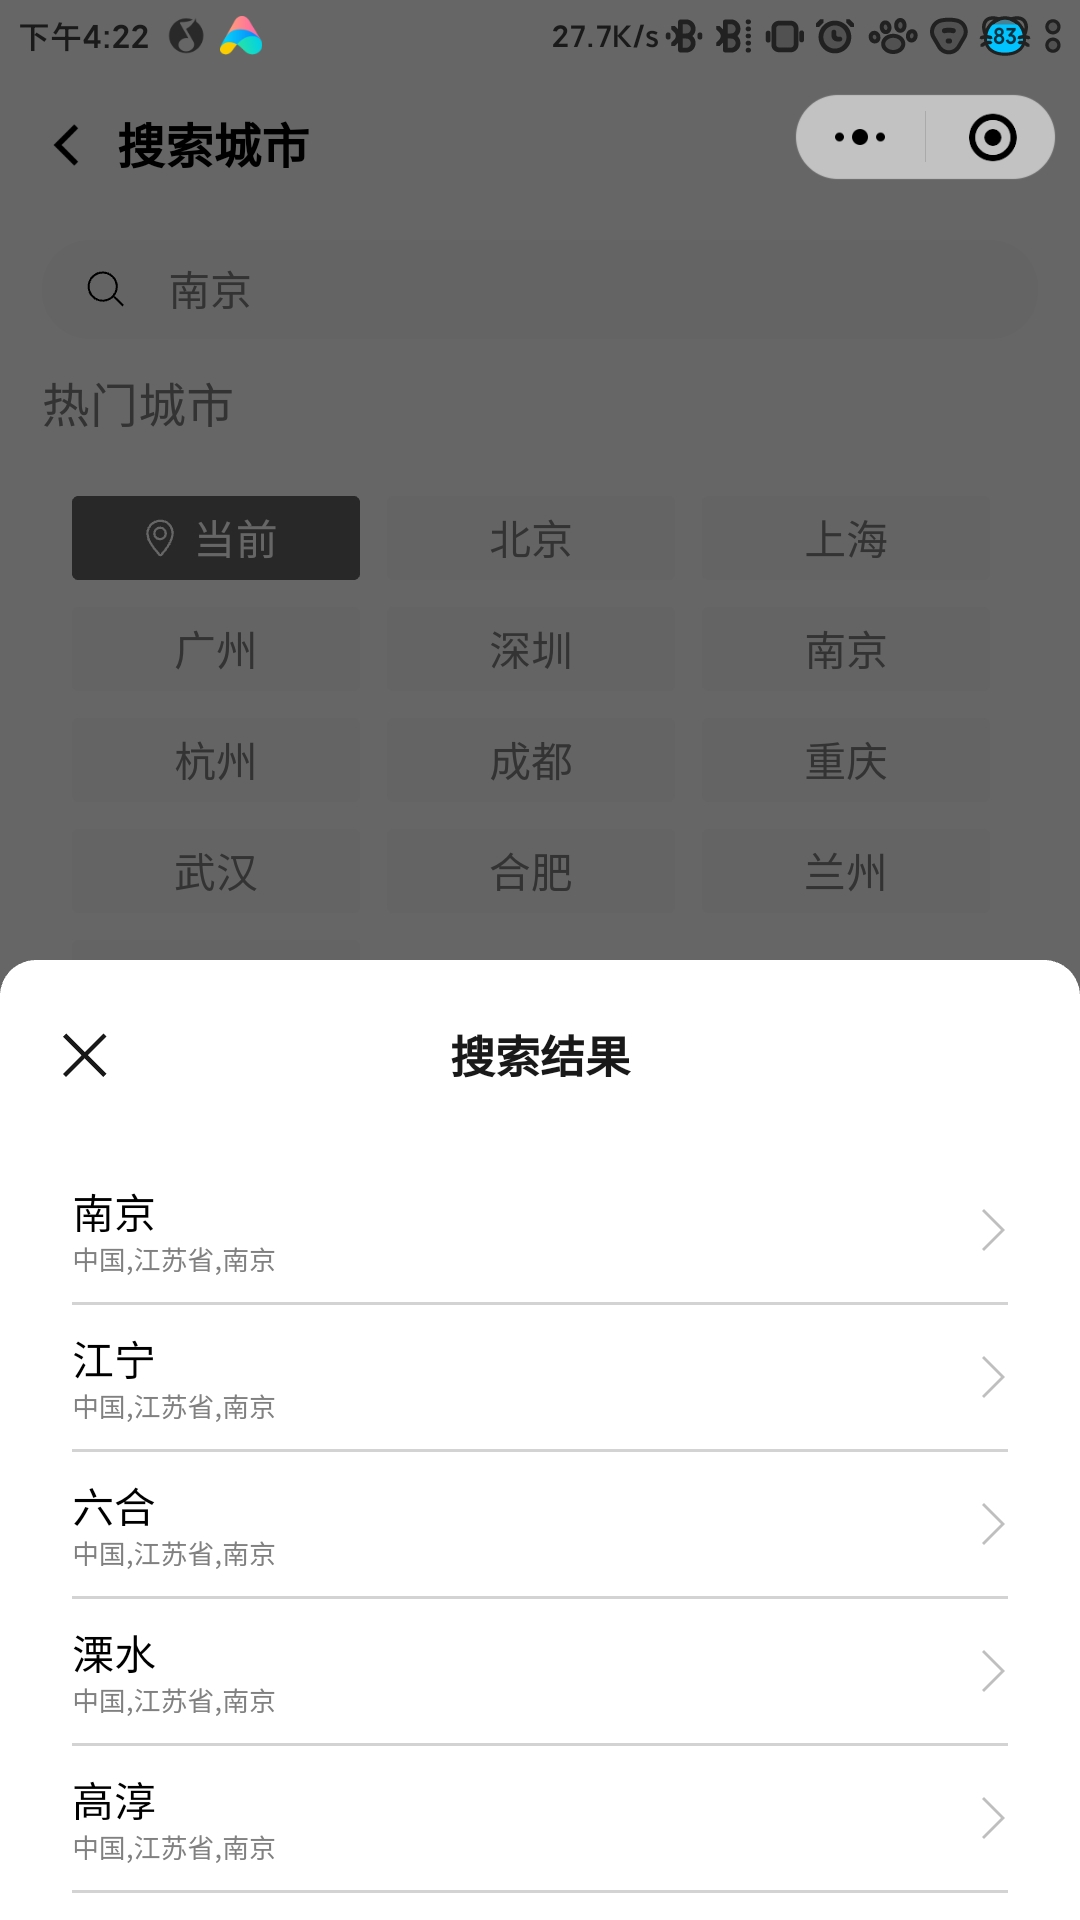 下午4:22 27.7K/s 83
搜索城市
南京
热门城市
当前 北京 上海
广州 深圳 南京
杭州 成都 重庆
武汉 合肥 兰州
搜索结果
南京
中国,江苏省,南京
江宁
中国,江苏省,南京
六合
中国,江苏省,南京
溧水
中国,江苏省,南京
高淳
中国,江苏省,南京